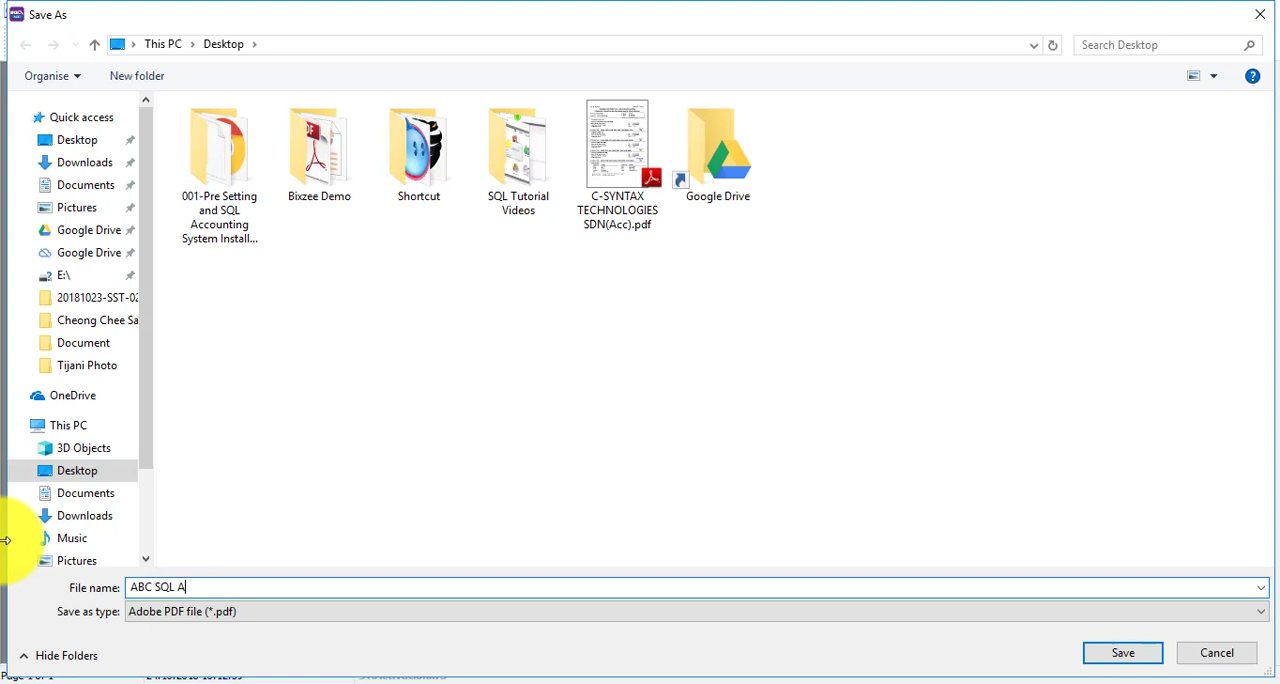 Save As
This PC
Desktop
Search Desktop
Organise
New folder
Quick access
Desktop
Downloads
Documents
Pictures
Google Drive
Google Drive
E:\
20181023-SST-02
Cheong Chee Sa
Document
Tijani Photo
OneDrive
This PC
3D Objects
Desktop
Documents
Downloads
Music
Pictures
001-Pre Setting
and SQL
Accounting
System Install...
Bixzee Demo
Shortcut
SQL Tutorial
Videos
C-SYNTAX
TECHNOLOGIES
SDN(Acc).pdf
Google Drive
File name: ABC SQL A
Save as type: Adobe PDF file (*.pdf)
Hide Folders
Save
Cancel